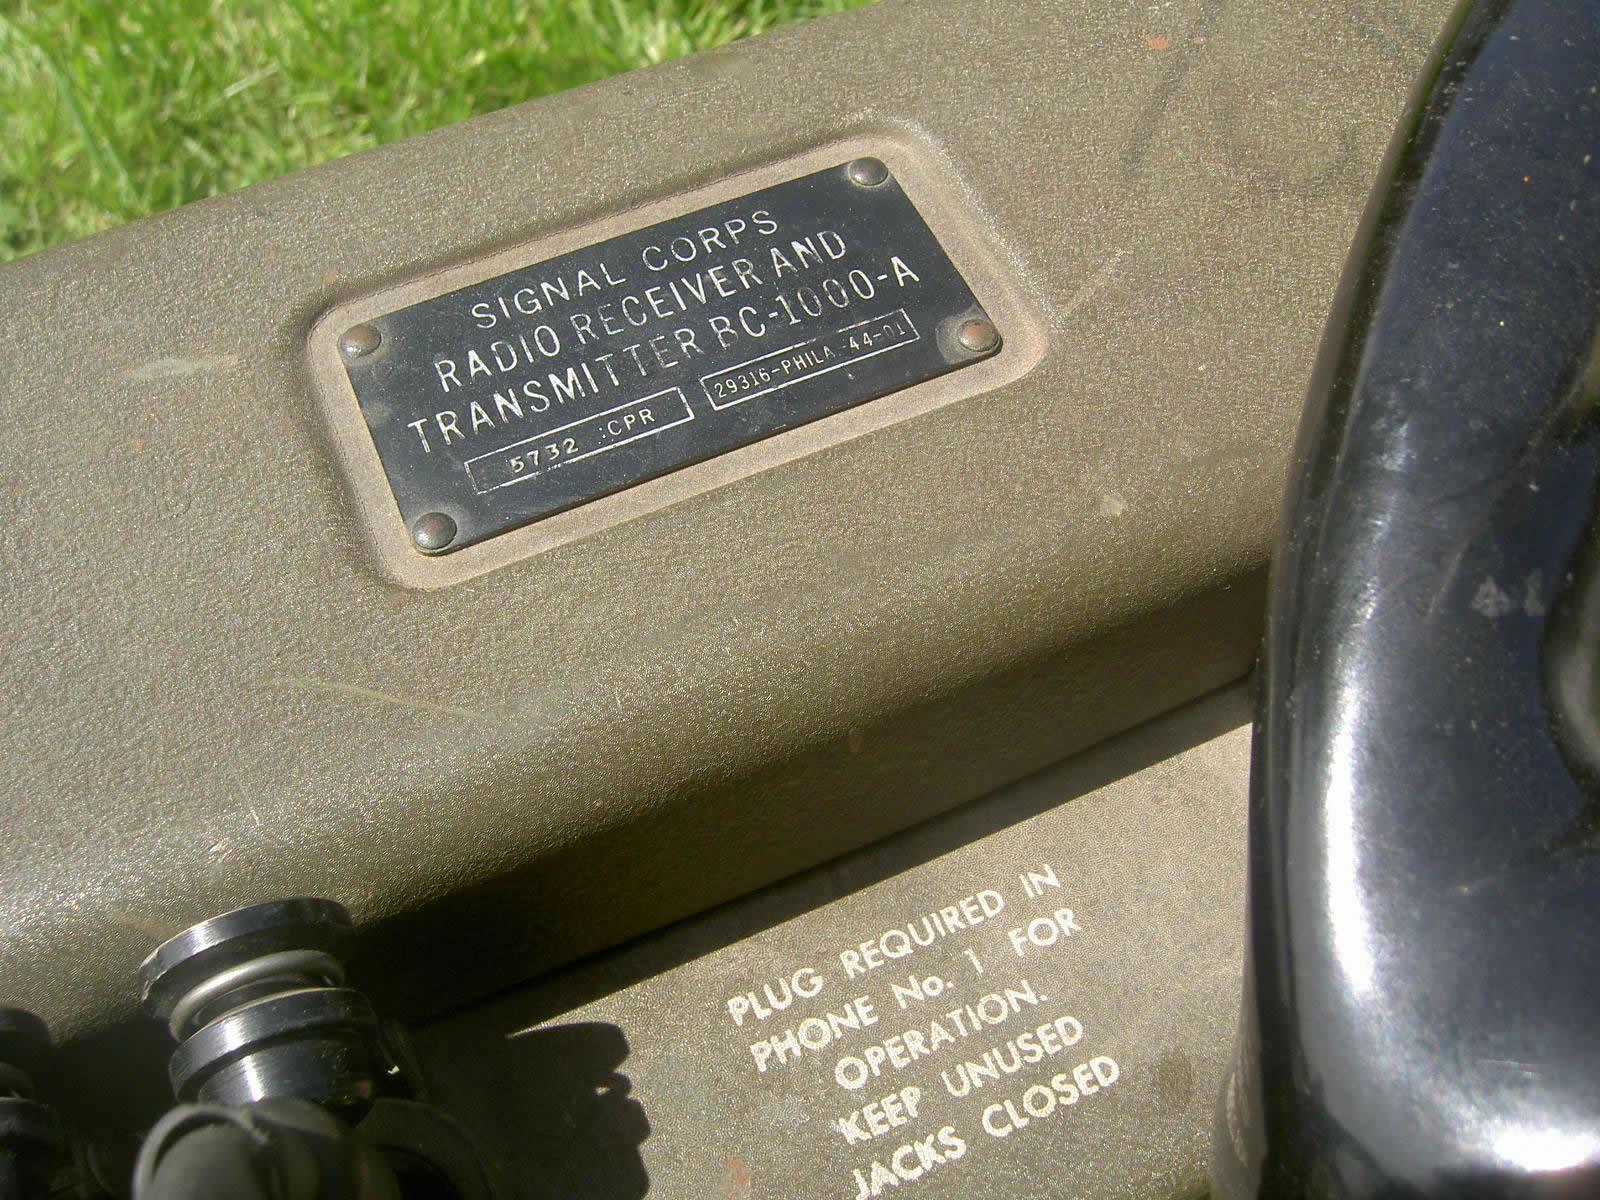 SIGNAL CORPS
RADIO RECEIVER AND
TRANSMITTER BC-1000-A
5732 CPR 29316-PHILA-44-01
PLUG REQUIRED IN
PHONE No. 1 FOR
OPERATION.
KEEP UNUSED
JACKS CLOSED